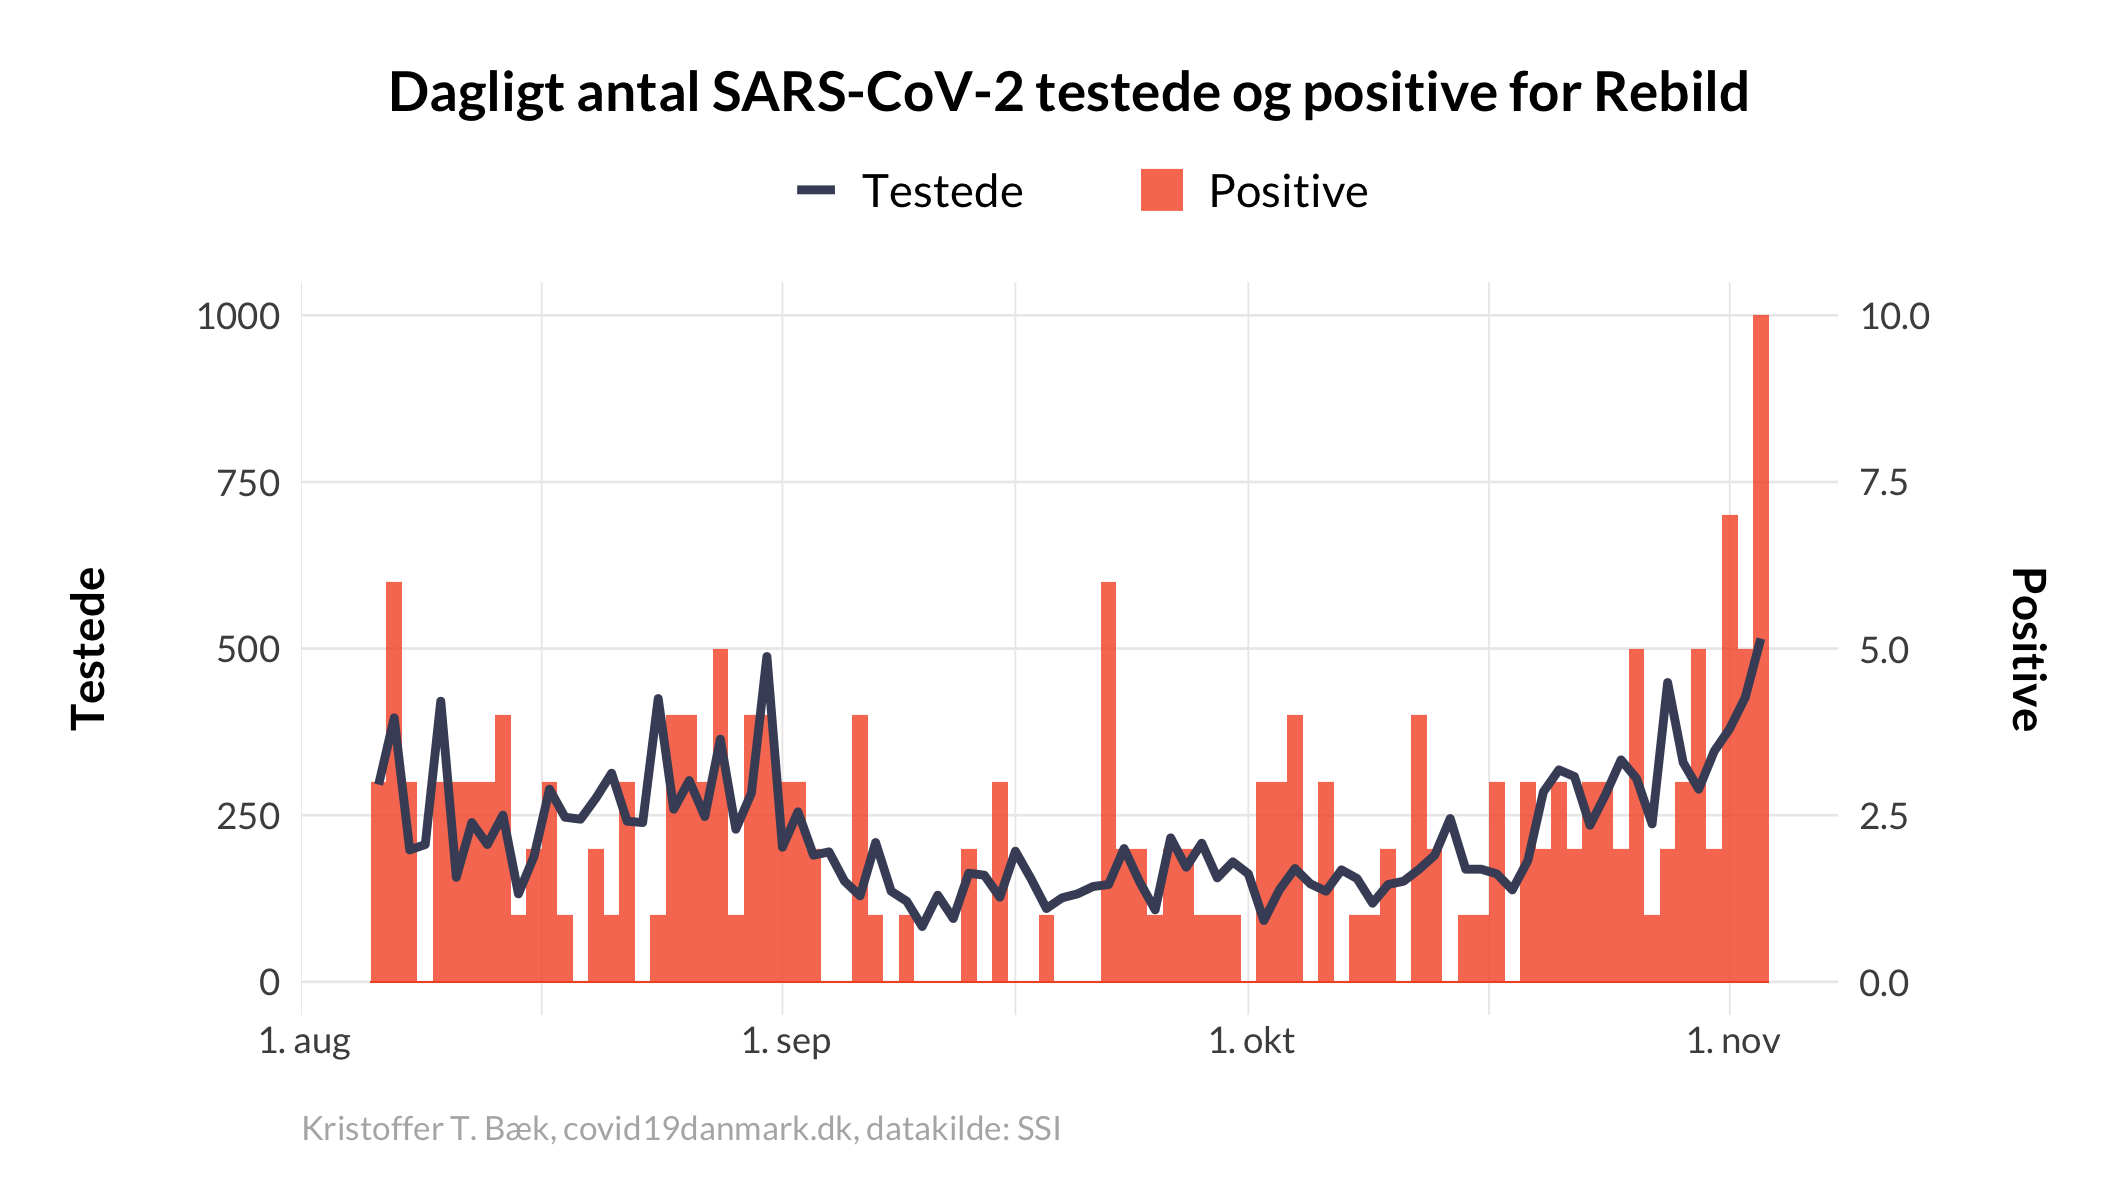 Dagligt antal SARS-CoV-2 testede og positive for Rebild
Testede Positive
1000 10.0
750 7.5
500 5.0
250 2.5
0 0.0
Testede
Positive
1. aug 1. sep 1. okt 1. nov
Kristoffer T. Bæk, covid19danmark.dk, datakilde: SSI